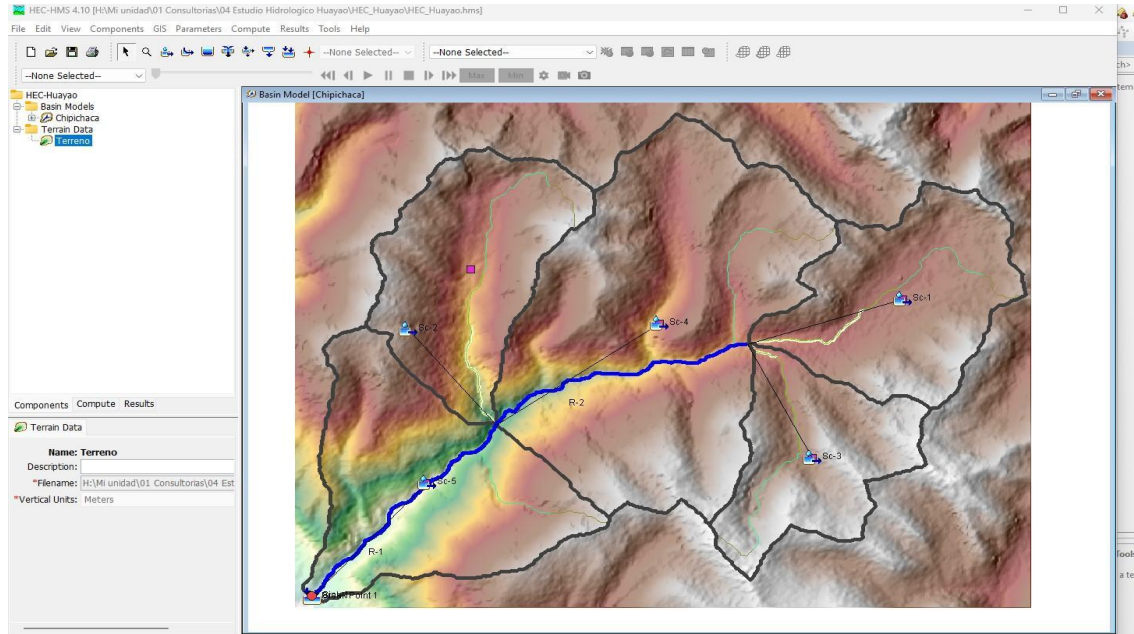 HEC-HMS 4.10 [H:\Mi unidad\01 Consultorias\04 Estudio Hidrologico Huayao\HEC_Huayao\HEC_Huayao.hms]
File Edit View Components GIS Parameters Compute Results Tools Help
--None Selected-- --None Selected--
--None Selected-- Max Min
HEC-Huayao
Basin Models
Chipichaca
Terrain Data
Terreno
Components Compute Results
Terrain Data
Name: Terreno
Description:
*Filename: H:\Mi unidad\01 Consultorias\04 Est
*Vertical Units: Meters
Basin Model [Chipichaca]
Sc-1
Sc-2
Sc-4
R-2
Sc-3
Sc-5
R-1
Point 1